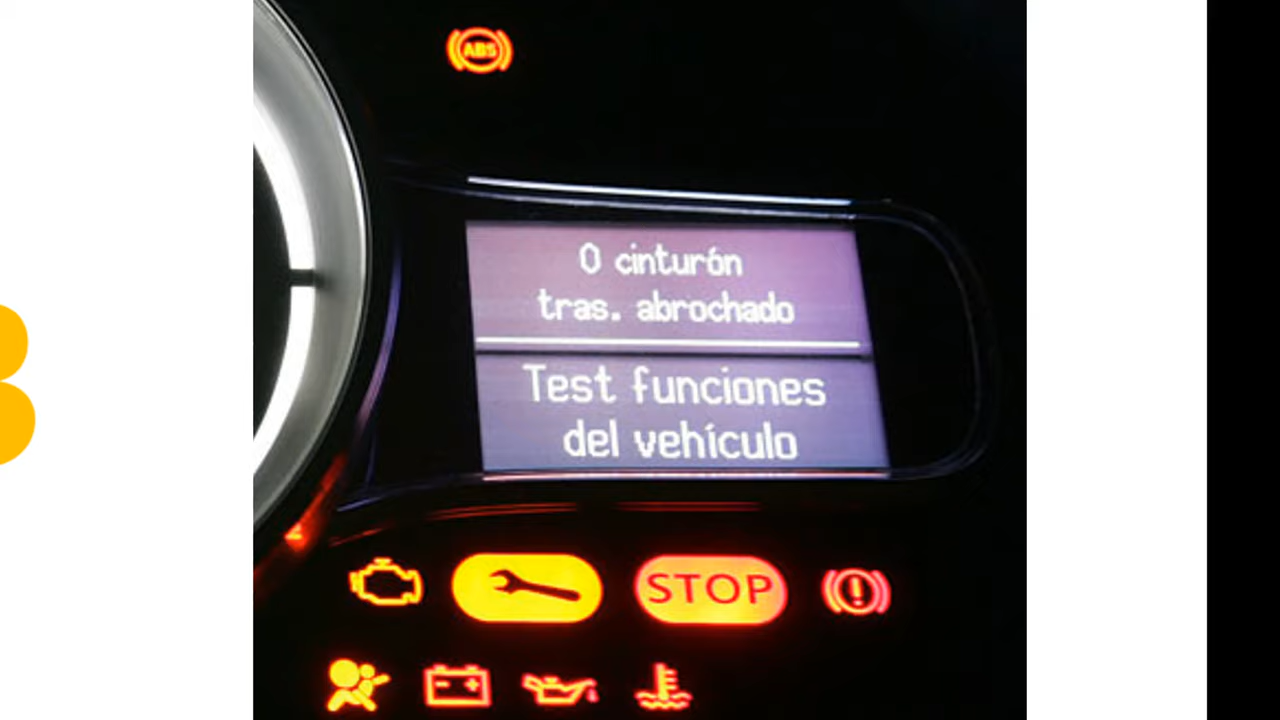 ABS
0 cinturón
tras. abrochado
Test funciones
del vehículo
STOP